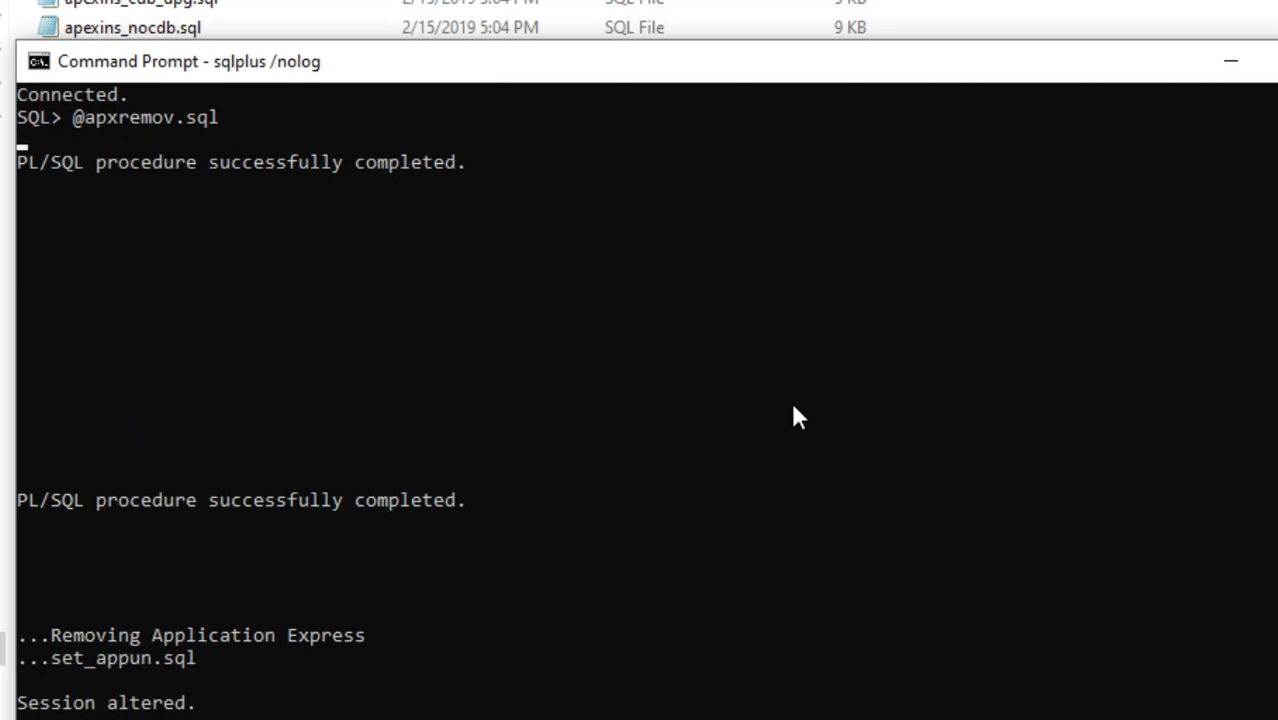 apexins_cdb_upg.sql 2/15/2019 5:04 PM SQL File 9 KB
apexins_nocdb.sql 2/15/2019 5:04 PM SQL File 9 KB
Command Prompt - sqlplus /nolog
Connected.
SQL> @apxremov.sql
PL/SQL procedure successfully completed.
PL/SQL procedure successfully completed.
...Removing Application Express
...set_appun.sql
Session altered.